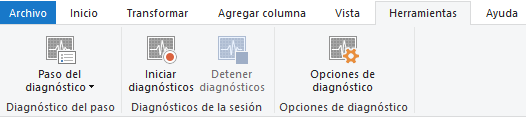 Archivo Inicio Transformar Agregar columna Vista Herramientas Ayuda
Paso del
diagnóstico
Iniciar
diagnósticos
Detener
diagnósticos
Opciones de
diagnóstico
Diagnóstico del paso
Diagnósticos de la sesión
Opciones de diagnóstico